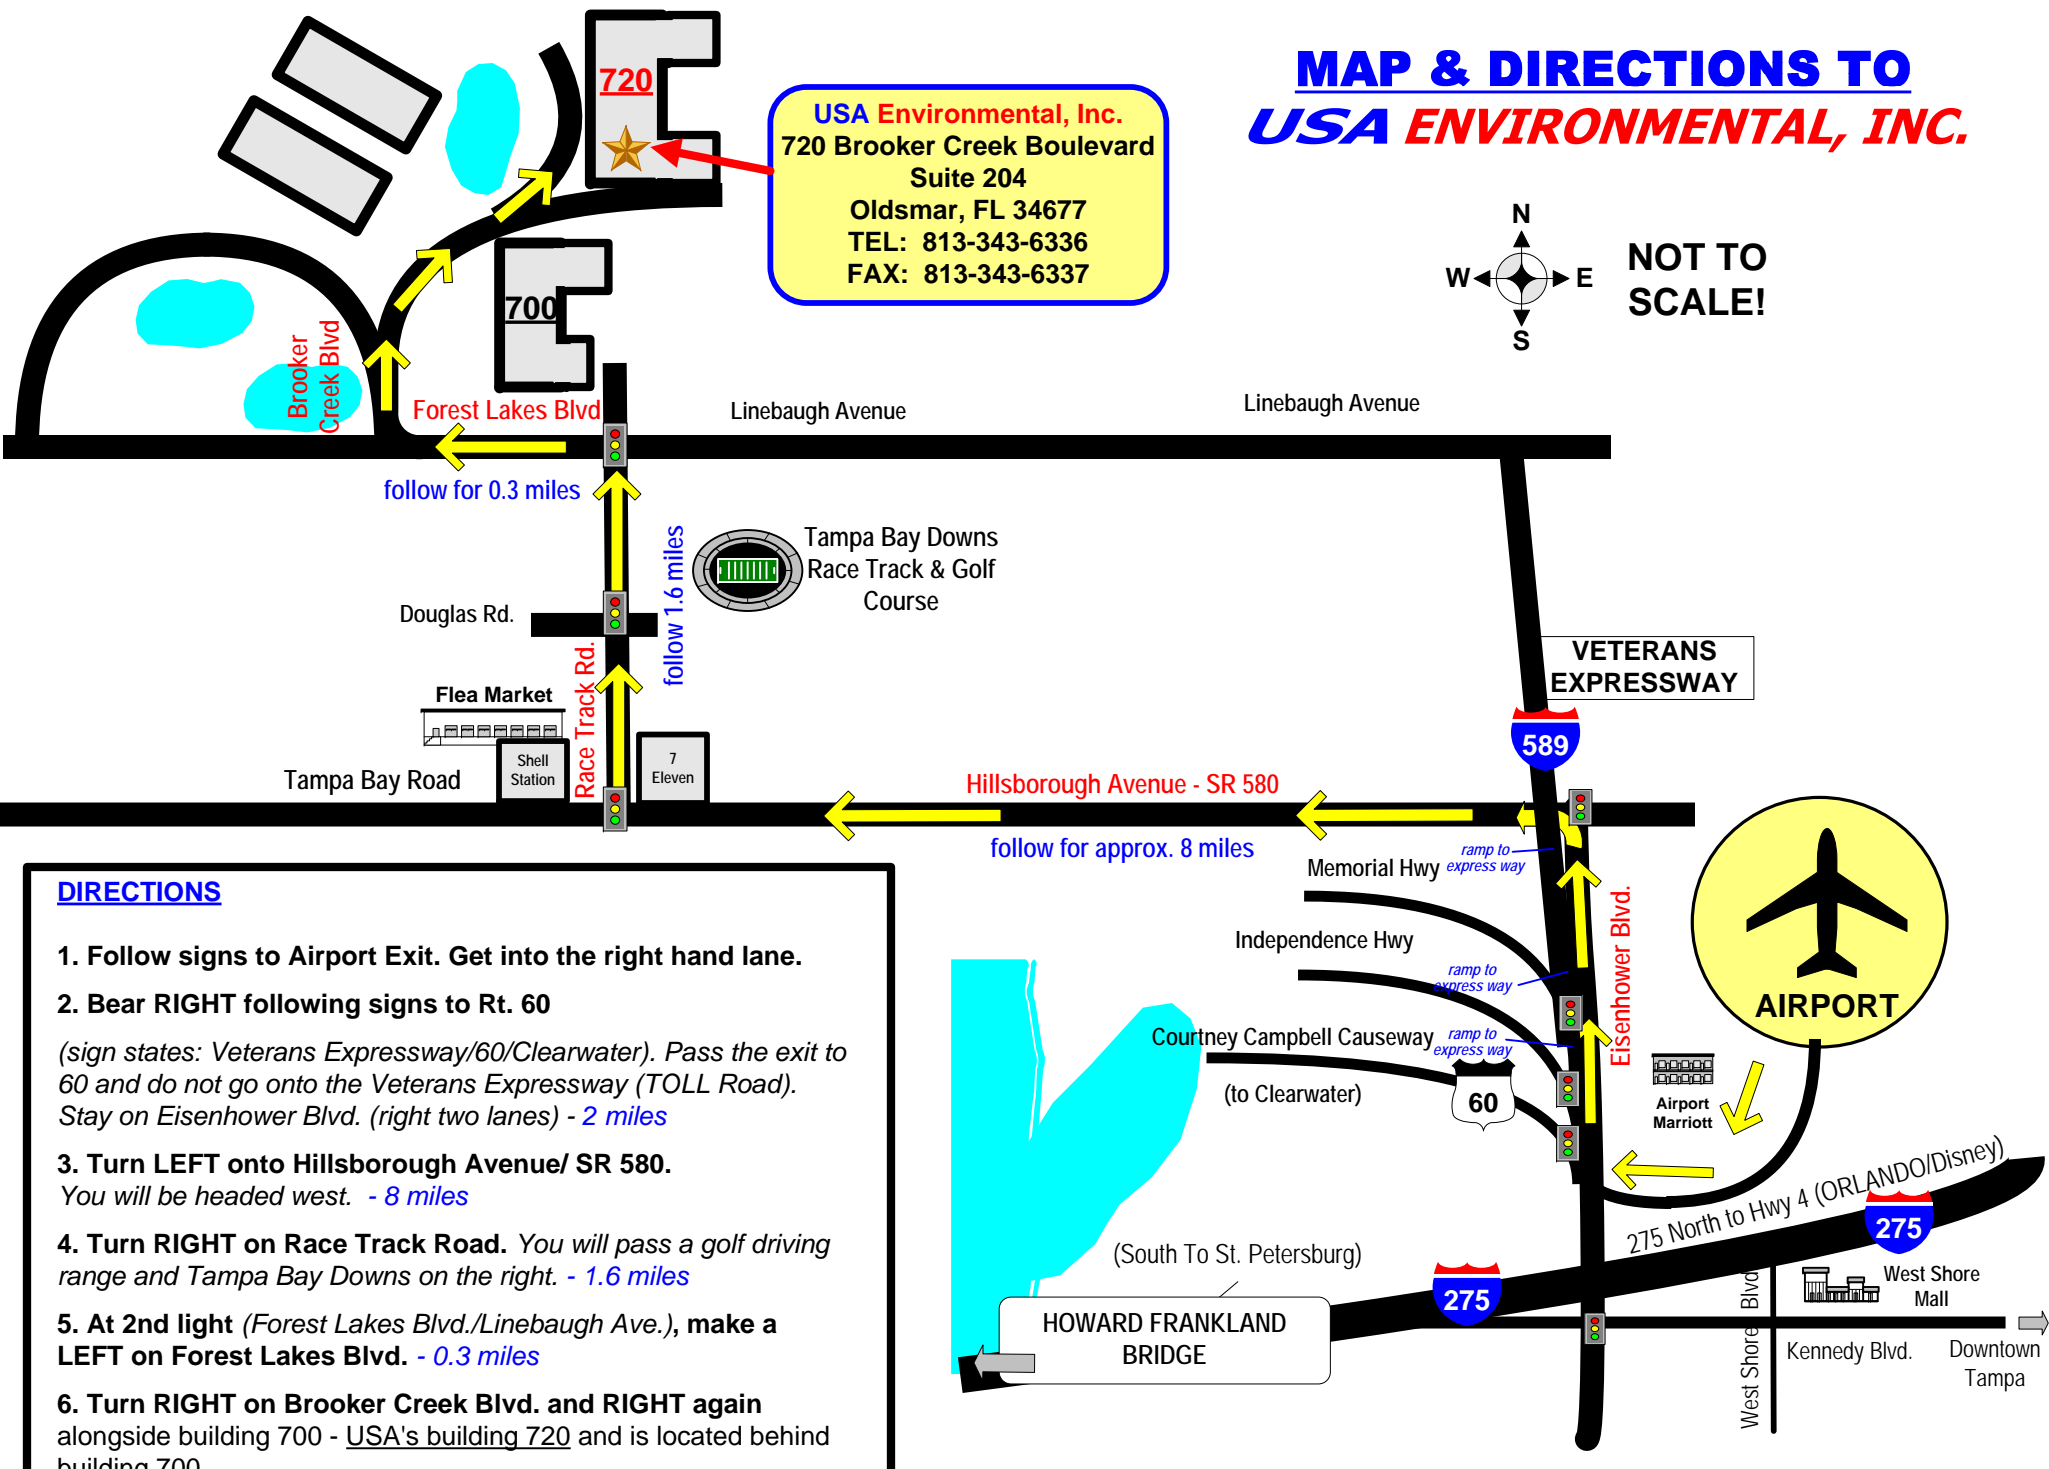 MAP & DIRECTIONS TO
USA ENVIRONMENTAL, INC.
720
USA Environmental, Inc.
720 Brooker Creek Boulevard
Suite 204
Oldsmar, FL 34677
TEL:  813-343-6336
FAX:  813-343-6337
N
W
E
S
NOT TO
SCALE!
700
Brooker
Creek Blvd
Forest Lakes Blvd
Linebaugh Avenue
Linebaugh Avenue
follow for 0.3 miles
follow 1.6 miles
Tampa Bay Downs
Race Track & Golf
Course
Douglas Rd.
Race Track Rd.
VETERANS
EXPRESSWAY
589
Flea Market
Shell
Station
7
Eleven
Tampa Bay Road
Hillsborough Avenue - SR 580
follow for approx. 8 miles
ramp to
express way
Memorial Hwy
Independence Hwy
ramp to
express way
Eisenhower Blvd.
AIRPORT
Courtney Campbell Causeway
ramp to
express way
(to Clearwater)
60
Airport
Marriott
275 North to Hwy 4 (ORLANDO/Disney)
275
(South To St. Petersburg)
275
HOWARD FRANKLAND
BRIDGE
West Shore Blvd
West Shore
Mall
Kennedy Blvd.
Downtown
Tampa
DIRECTIONS
1. Follow signs to Airport Exit. Get into the right hand lane.
2. Bear RIGHT following signs to Rt. 60
(sign states: Veterans Expressway/60/Clearwater). Pass the exit to
60 and do not go onto the Veterans Expressway (TOLL Road).
Stay on Eisenhower Blvd. (right two lanes) - 2 miles
3. Turn LEFT onto Hillsborough Avenue/ SR 580.
You will be headed west.  - 8 miles
4. Turn RIGHT on Race Track Road. You will pass a golf driving
range and Tampa Bay Downs on the right. - 1.6 miles
5. At 2nd light (Forest Lakes Blvd./Linebaugh Ave.), make a
LEFT on Forest Lakes Blvd. - 0.3 miles
6. Turn RIGHT on Brooker Creek Blvd. and RIGHT again
alongside building 700 - USA's building 720 and is located behind
building 700